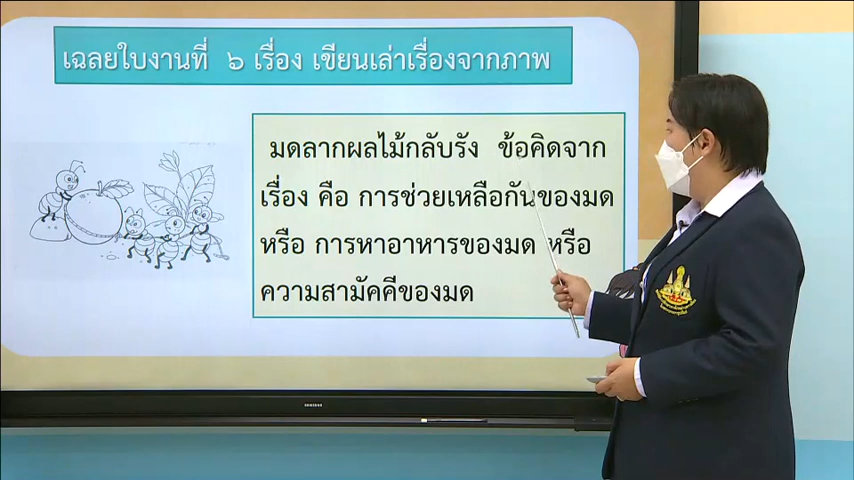 เฉลยใบงานที่ ๖ เรื่อง เขียนเล่าเรื่องจากภาพ
มดลากผลไม้กลับรัง ข้อคิดจาก
เรื่อง คือ การช่วยเหลือกันของมด
หรือ การหาอาหารของมด หรือ
ความสามัคคีของมด
SAMSUNG